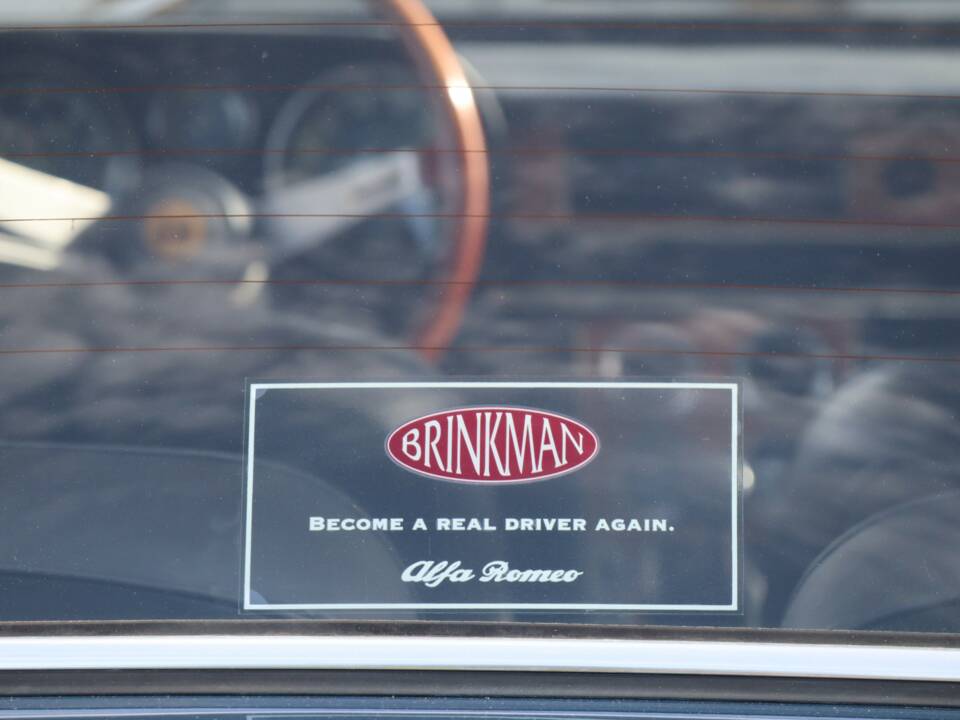 BRINKMAN
BECOME A REAL DRIVER AGAIN.
Alfa Romeo